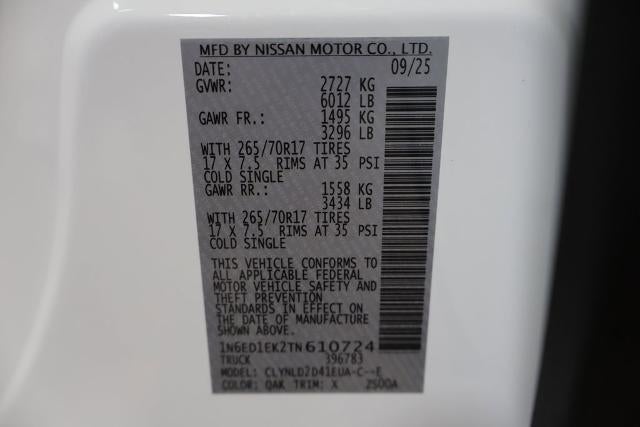 MFD BY NISSAN MOTOR CO., LTD.
DATE: 09/25
GVWR: 2727 KG
6012 LB
GAWR FR.: 1495 KG
3296 LB
WITH 265/70R17 TIRES
17 X 7.5 RIMS AT 35 PSI
COLD SINGLE
GAWR RR.: 1558 KG
3434 LB
WITH 265/70R17 TIRES
17 X 7.5 RIMS AT 35 PSI
COLD SINGLE
THIS VEHICLE CONFORMS TO
ALL APPLICABLE FEDERAL
MOTOR VEHICLE SAFETY AND
THEFT PREVENTION
STANDARDS IN EFFECT ON
THE DATE OF MANUFACTURE
SHOWN ABOVE.
1N6ED1EK2TN610724
TRUCK 396783
MODEL: CLYNLD2D41EUA-C--E
COLOR: QAK TRIM: X ZS00A